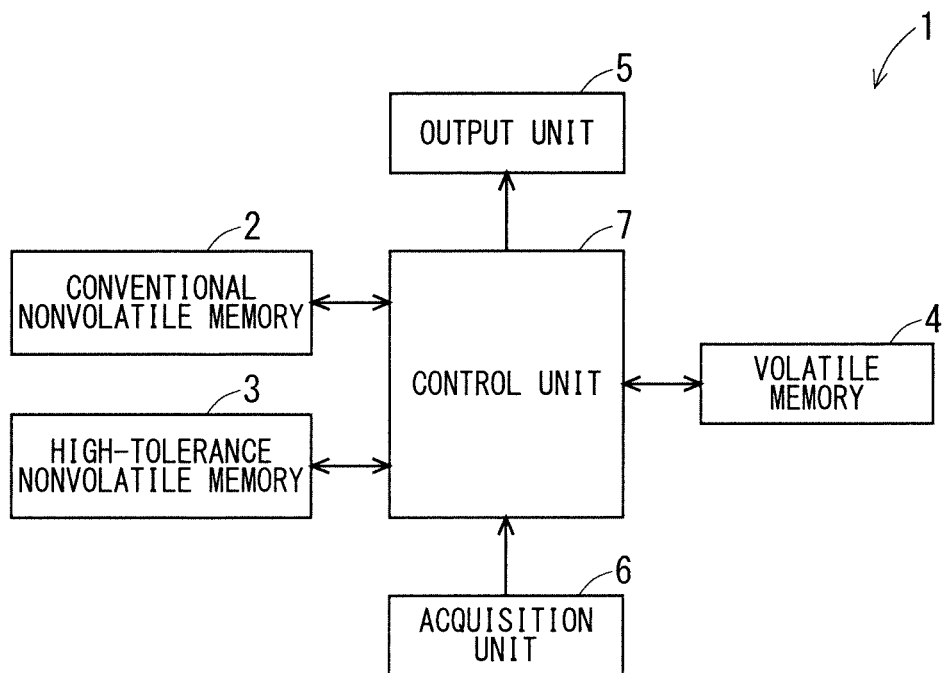 1
5
OUTPUT UNIT
2
CONVENTIONAL
NONVOLATILE MEMORY
7
CONTROL UNIT
4
VOLATILE
MEMORY
3
HIGH-TOLERANCE
NONVOLATILE MEMORY
6
ACQUISITION
UNIT